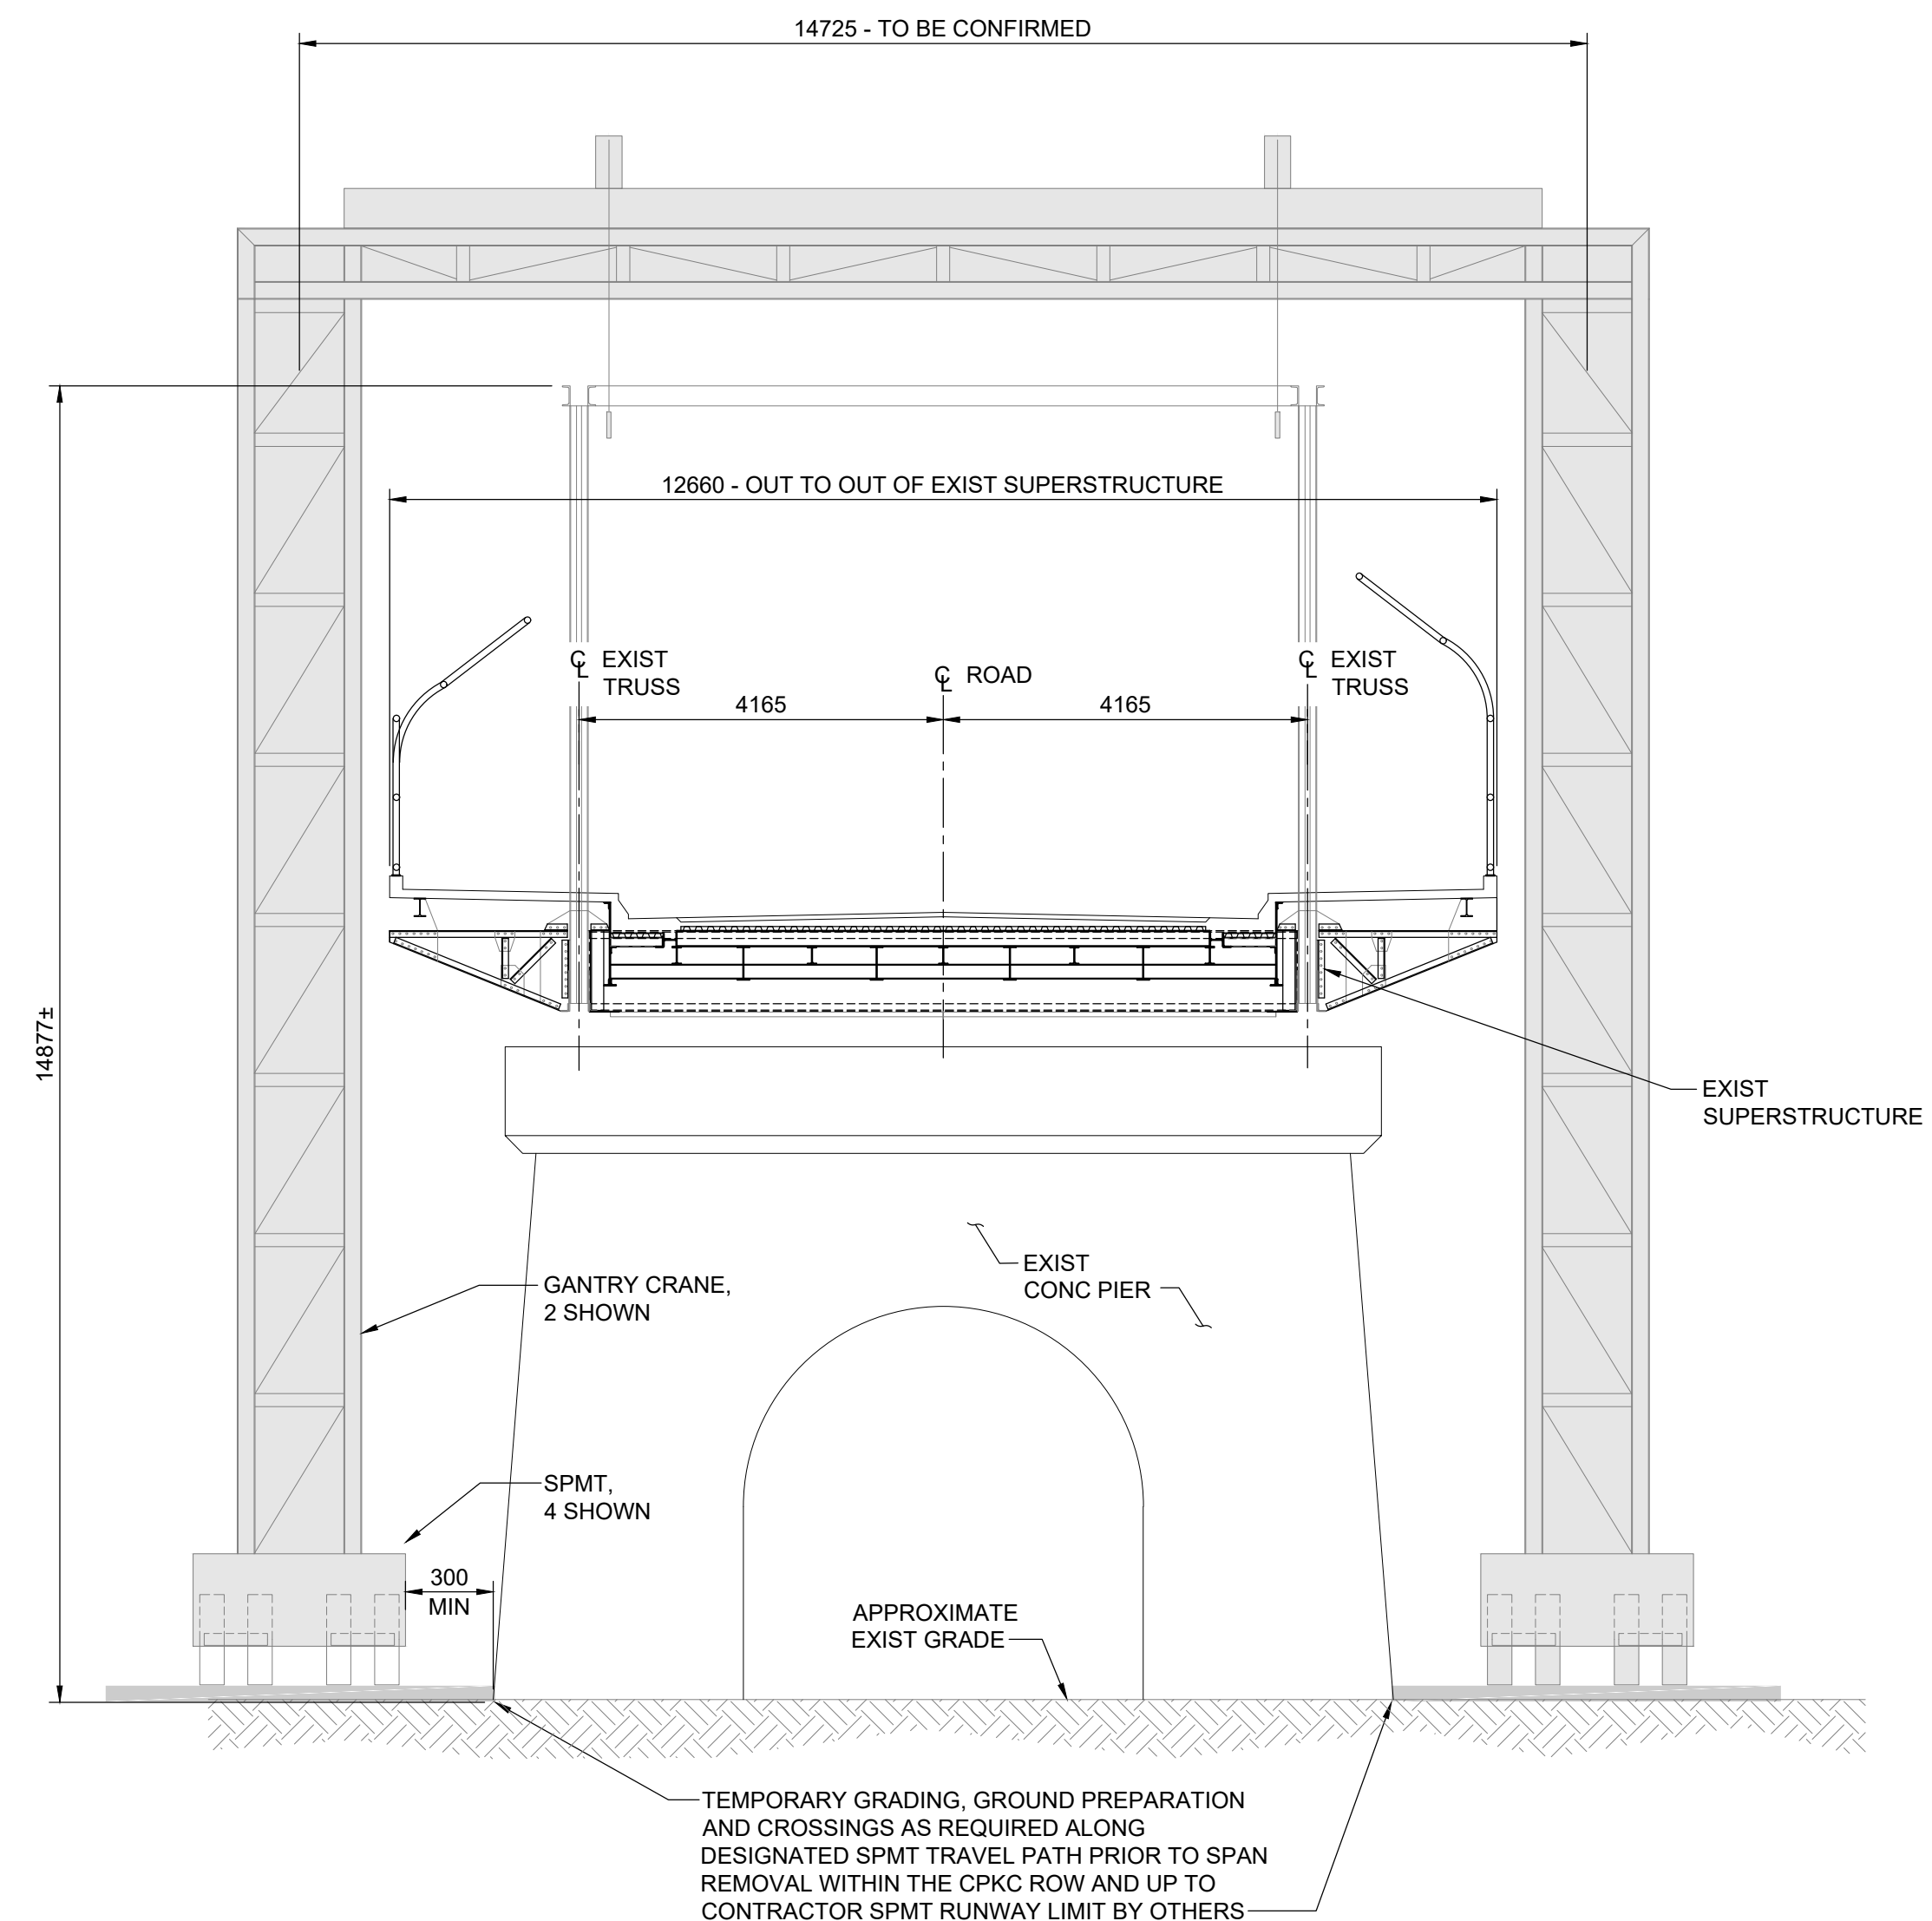 14725 - TO BE CONFIRMED
12660 - OUT TO OUT OF EXIST SUPERSTRUCTURE
℄ EXIST
TRUSS
℄ ROAD
℄ EXIST
TRUSS
4165
4165
14877±
EXIST
SUPERSTRUCTURE
EXIST
CONC PIER
GANTRY CRANE,
2 SHOWN
SPMT,
4 SHOWN
300
MIN
APPROXIMATE
EXIST GRADE
TEMPORARY GRADING, GROUND PREPARATION
AND CROSSINGS AS REQUIRED ALONG
DESIGNATED SPMT TRAVEL PATH PRIOR TO SPAN
REMOVAL WITHIN THE CPKC ROW AND UP TO
CONTRACTOR SPMT RUNWAY LIMIT BY OTHERS